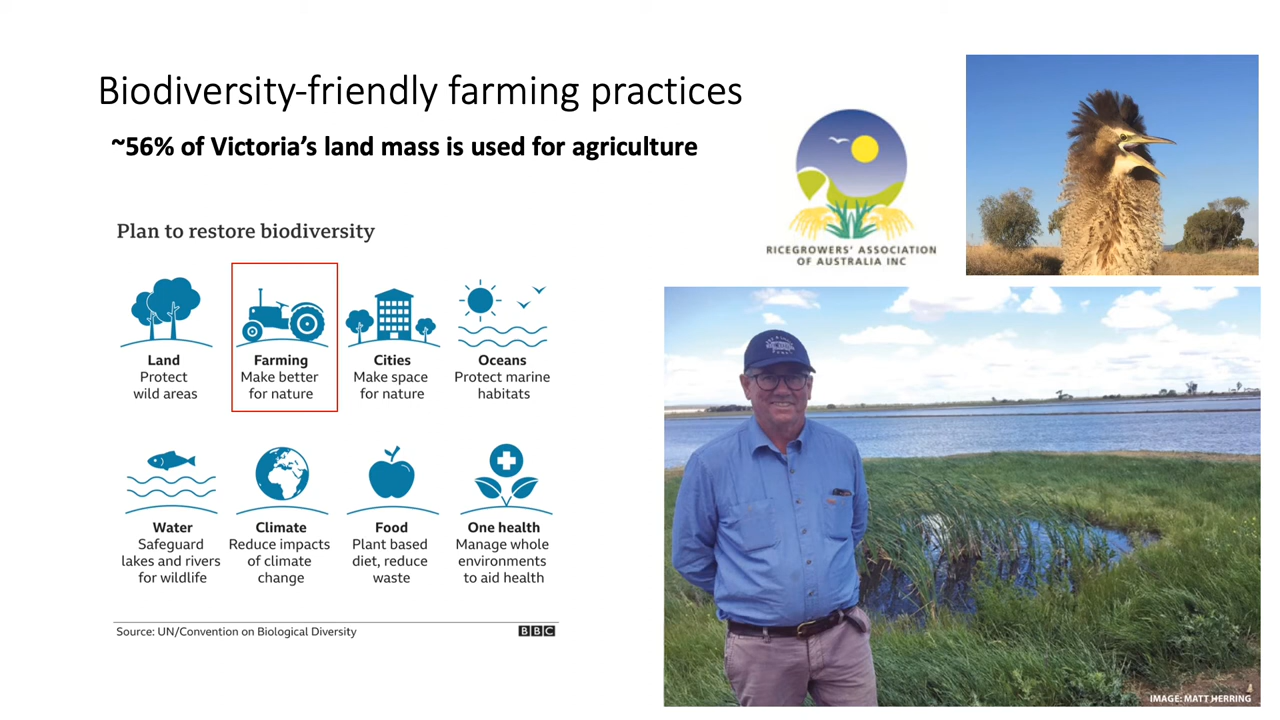 Biodiversity-friendly farming practices
~56% of Victoria's land mass is used for agriculture
RICEGROWERS' ASSOCIATION
OF AUSTRALIA INC
Plan to restore biodiversity
Land
Protect
wild areas
Farming
Make better
for nature
Cities
Make space
for nature
Oceans
Protect marine
habitats
Water
Safeguard
lakes and rivers
for wildlife
Climate
Reduce impacts
of climate
change
Food
Plant based
diet, reduce
waste
One health
Manage whole
environments
to aid health
Source: UN/Convention on Biological Diversity
BBC
IMAGE: MATT HERRING